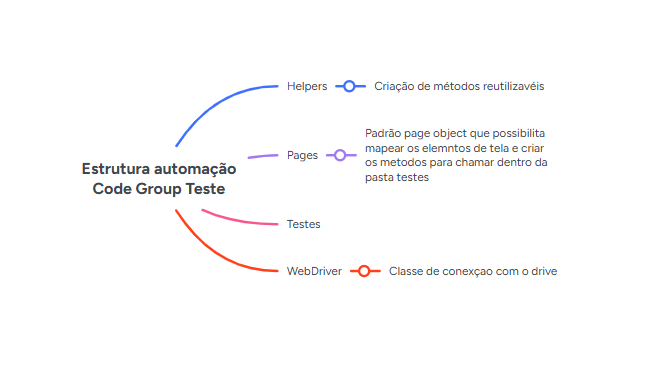 Estrutura automação
Code Group Teste
Helpers
Criação de métodos reutilizavéis
Pages
Padrão page object que possibilita
mapear os elemntos de tela e criar
os metodos para chamar dentro da
pasta testes
Testes
WebDriver
Classe de conexçao com o drive